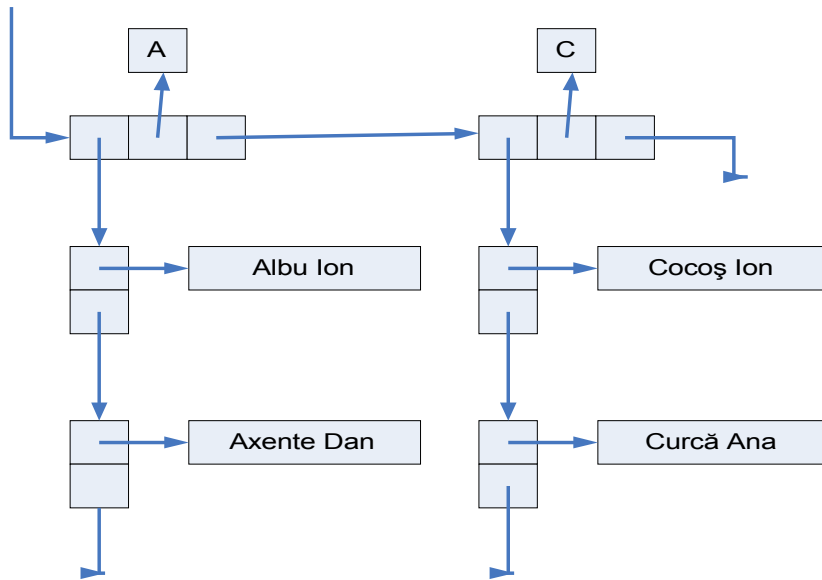 A
C
Albu Ion
Cocoş Ion
Axente Dan
Curcă Ana